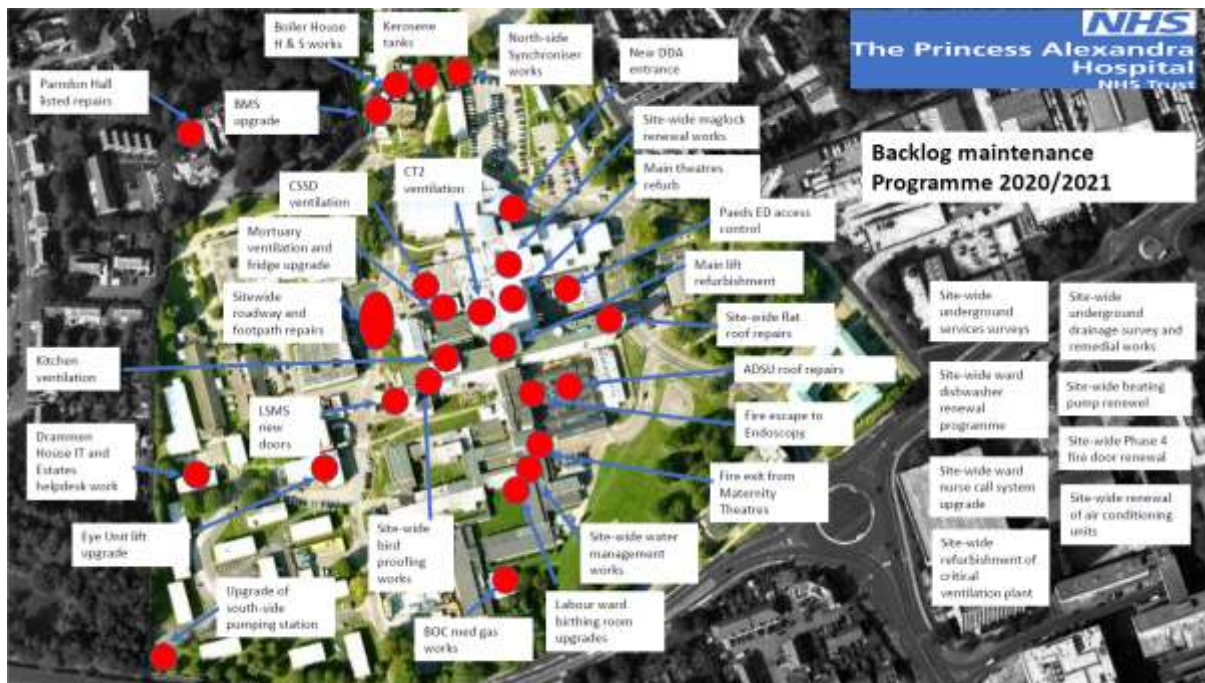 NHS
The Princess Alexandra
Hospital
NHS Trust
Backlog maintenance
Programme 2020/2021
Boiler House
H & S works
Kerosene
tanks
North-side
Synchroniser
works
New DDA
entrance
Parndon Hall
listed repairs
BMS
upgrade
Site-wide maglock
renewal works
CT2
ventilation
Main theatres
refurb
CSSD
ventilation
Paeds ED access
control
Mortuary
ventilation and
fridge upgrade
Main lift
refurbishment
Sitewide
roadway and
footpath repairs
Site-wide flat
roof repairs
Kitchen
ventilation
ADSU roof repairs
LSMS
new
doors
Fire escape to
Endoscopy
Drammen
House IT and
Estates
helpdesk work
Fire exit from
Maternity
Theatres
Eye Unit lift
upgrade
Site-wide
bird
proofing
works
Site-wide water
management
works
Upgrade of
south-side
pumping station
BOC med gas
works
Labour ward
birthing room
upgrades
Site-wide
underground
services surveys
Site-wide
underground
drainage survey and
remedial works
Site-wide ward
dishwasher
renewal
programme
Site-wide heating
pump renewel
Site-wide Phase 4
fire door renewal
Site-wide ward
nurse call system
upgrade
Site-wide renewal
of air conditioning
units
Site-wide
refurbishment of
critical
ventilation plant